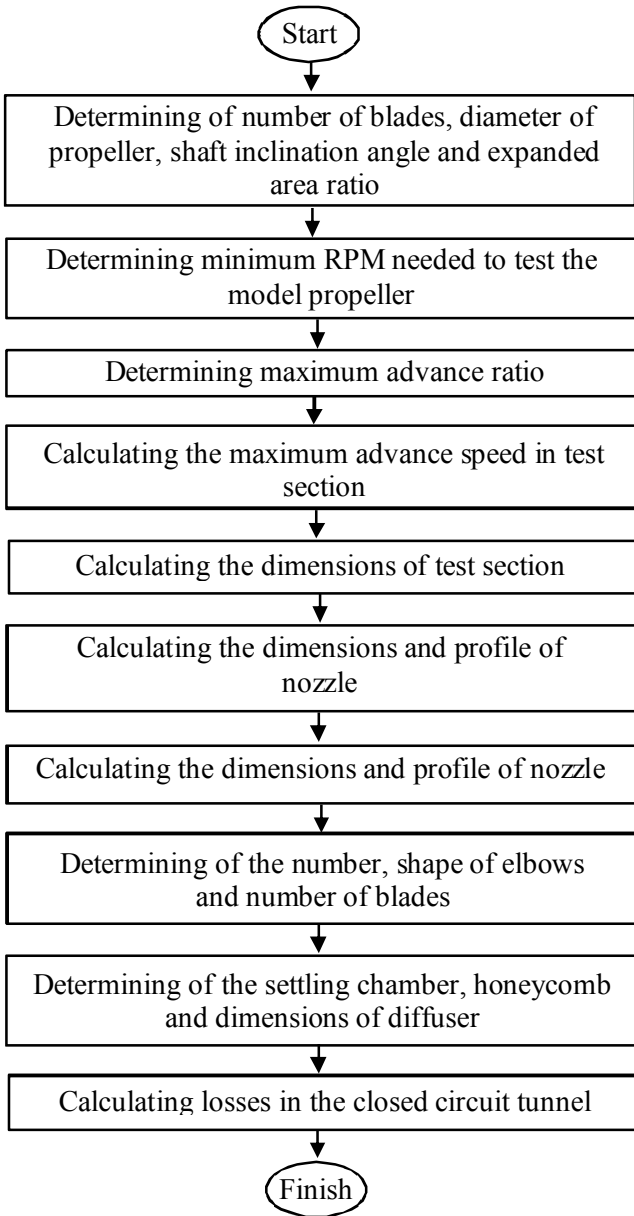 Start
Determining of number of blades, diameter of
propeller, shaft inclination angle and expanded
area ratio
Determining minimum RPM needed to test the
model propeller
Determining maximum advance ratio
Calculating the maximum advance speed in test
section
Calculating the dimensions of test section
Calculating the dimensions and profile of
nozzle
Calculating the dimensions and profile of nozzle
Determining of the number, shape of elbows
and number of blades
Determining of the settling chamber, honeycomb
and dimensions of diffuser
Calculating losses in the closed circuit tunnel
Finish